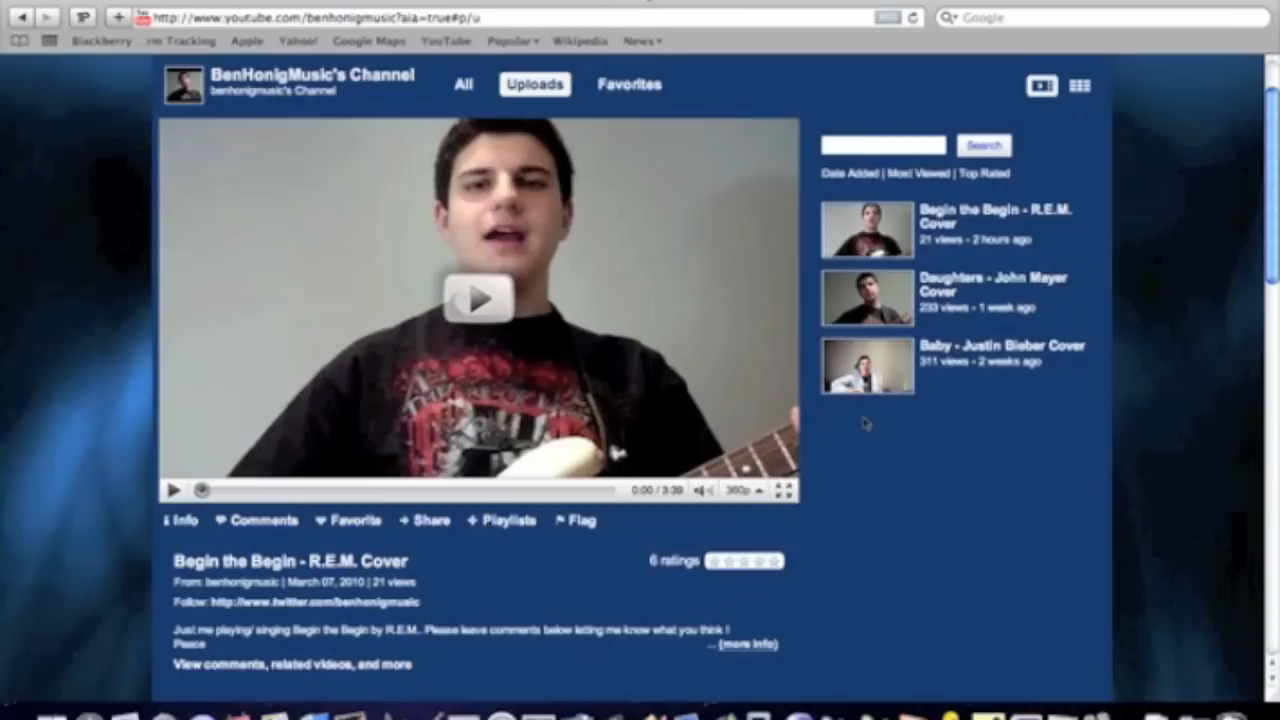 http://www.youtube.com/benhonigmusic?aia=true#p/u
Google
Blackberry
...rm Tracking
Apple
Yahoo!
Google Maps
YouTube
Popular
Wikipedia
News
BenHonigMusic's Channel
benhonigmusic's Channel
All
Uploads
Favorites
Search
Date Added | Most Viewed | Top Rated
Begin the Begin - R.E.M.
Cover
21 views - 2 hours ago
Daughters - John Mayer
Cover
233 views - 1 week ago
Baby - Justin Bieber Cover
311 views - 2 weeks ago
0:00 / 3:39
360p
Info
Comments
Favorite
Share
Playlists
Flag
Begin the Begin - R.E.M. Cover
6 ratings
From: benhonigmusic | March 07, 2010 | 21 views
Follow: http://www.twitter.com/benhonigmusic
Just me playing/ singing Begin the Begin by R.E.M.. Please leave comments below letting me know what you think !
Peace
... (more info)
View comments, related videos, and more